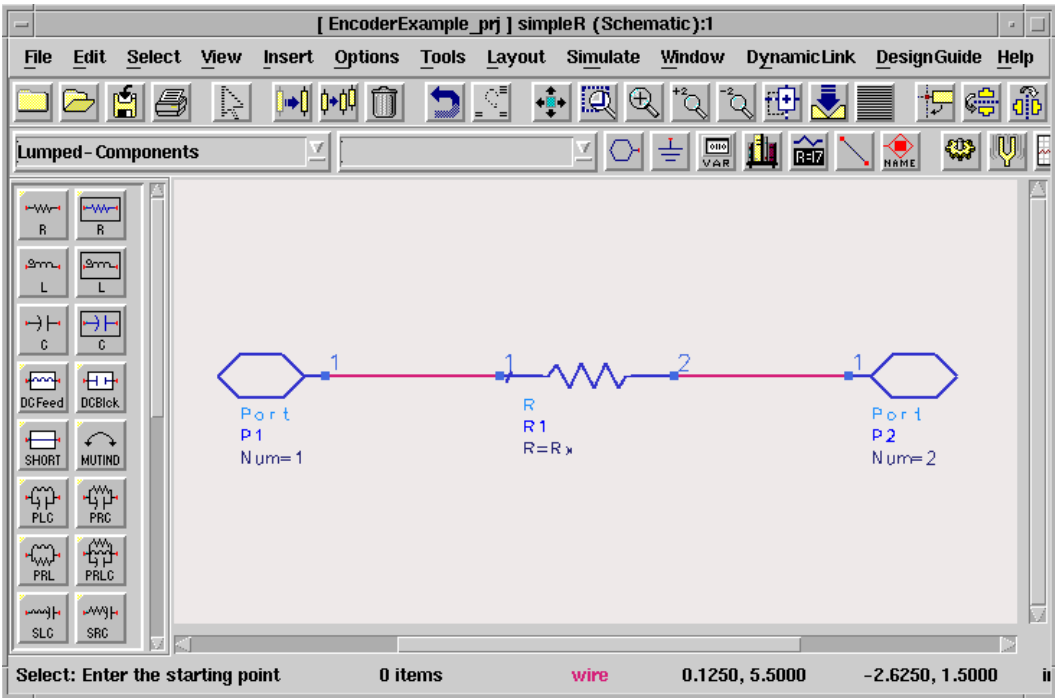 [ EncoderExample_prj ] simpleR (Schematic):1
File Edit Select View Insert Options Tools Layout Simulate Window DynamicLink DesignGuide Help
+2 -2
Lumped-Components
VAR R=17 NAME
R R
L L
C C
DCFeed DCBlck
SHORT MUTIND
PLC PRC
PRL PRLC
SLC SRC
1 1 2 1
Port
P1
Num=1
R
R1
R=Rx
Port
P2
Num=2
Select: Enter the starting point 0 items wire 0.1250, 5.5000 -2.6250, 1.5000